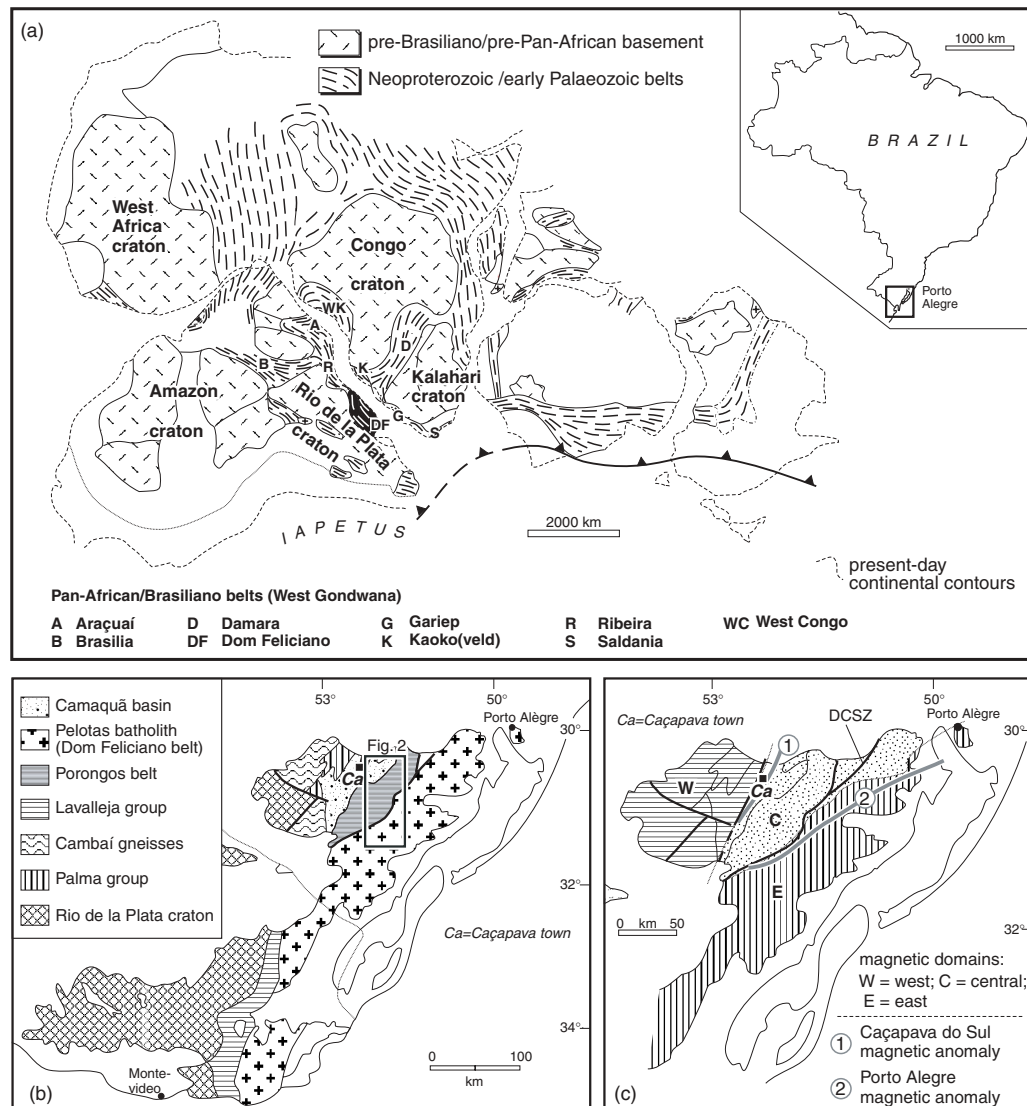 (a)
pre-Brasiliano/pre-Pan-African basement
Neoproterozoic /early Palaeozoic belts
1000 km
BRAZIL
Porto
Alegre
West
Africa
craton
Congo
craton
WK
A
D
B
R
K
Amazon
craton
Kalahari
craton
Rio de la Plata
craton
G
DF
S
IAPETUS
2000 km
present-day
continental contours
Pan-African/Brasiliano belts (West Gondwana)
A Araçuaí D Damara G Gariep R Ribeira WC West Congo
B Brasilia DF Dom Feliciano K Kaoko(veld) S Saldania
Camaquã basin
Pelotas batholith
(Dom Feliciano belt)
Porongos belt
Lavalleja group
Cambaí gneisses
Palma group
Rio de la Plata craton
53° 50°
Porto Alègre
30°
Fig. 2
Ca
32°
Ca=Caçapava town
34°
0 100
km
Monte-
video
(b)
53° 50°
Ca=Caçapava town
DCSZ
Porto Alègre
30°
1
W
Ca
2
C
E
0 km 50
32°
magnetic domains:
W = west; C = central;
E = east
1 Caçapava do Sul
magnetic anomaly
2 Porto Alegre
magnetic anomaly
(c)